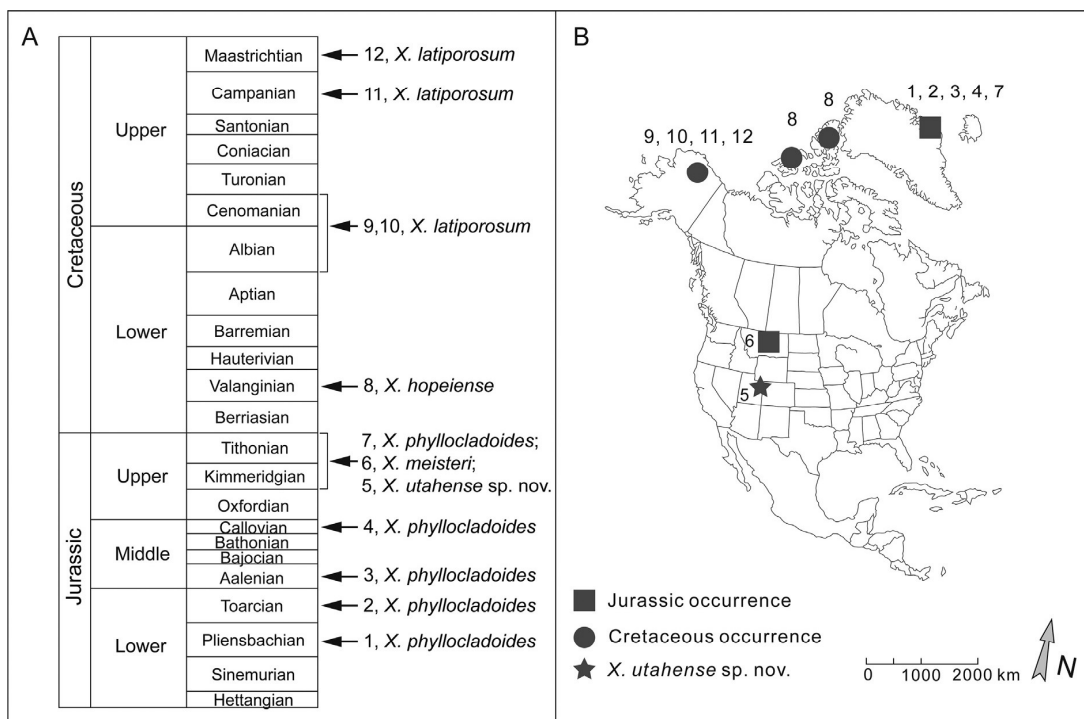 A
Cretaceous
Upper
Lower
Maastrichtian
Campanian
Santonian
Coniacian
Turonian
Cenomanian
Albian
Aptian
Barremian
Hauterivian
Valanginian
Berriasian
Jurassic
Upper
Middle
Lower
Tithonian
Kimmeridgian
Oxfordian
Callovian
Bathonian
Bajocian
Aalenian
Toarcian
Pliensbachian
Sinemurian
Hettangian
12, X. latiporosum
11, X. latiporosum
9,10, X. latiporosum
8, X. hopeiense
7, X. phyllocladoides;
6, X. meisteri;
5, X. utahense sp. nov.
4, X. phyllocladoides
3, X. phyllocladoides
2, X. phyllocladoides
1, X. phyllocladoides
B
1, 2, 3, 4, 7
8
8
9, 10, 11, 12
6
5
Jurassic occurrence
Cretaceous occurrence
X. utahense sp. nov.
0 1000 2000 km
N